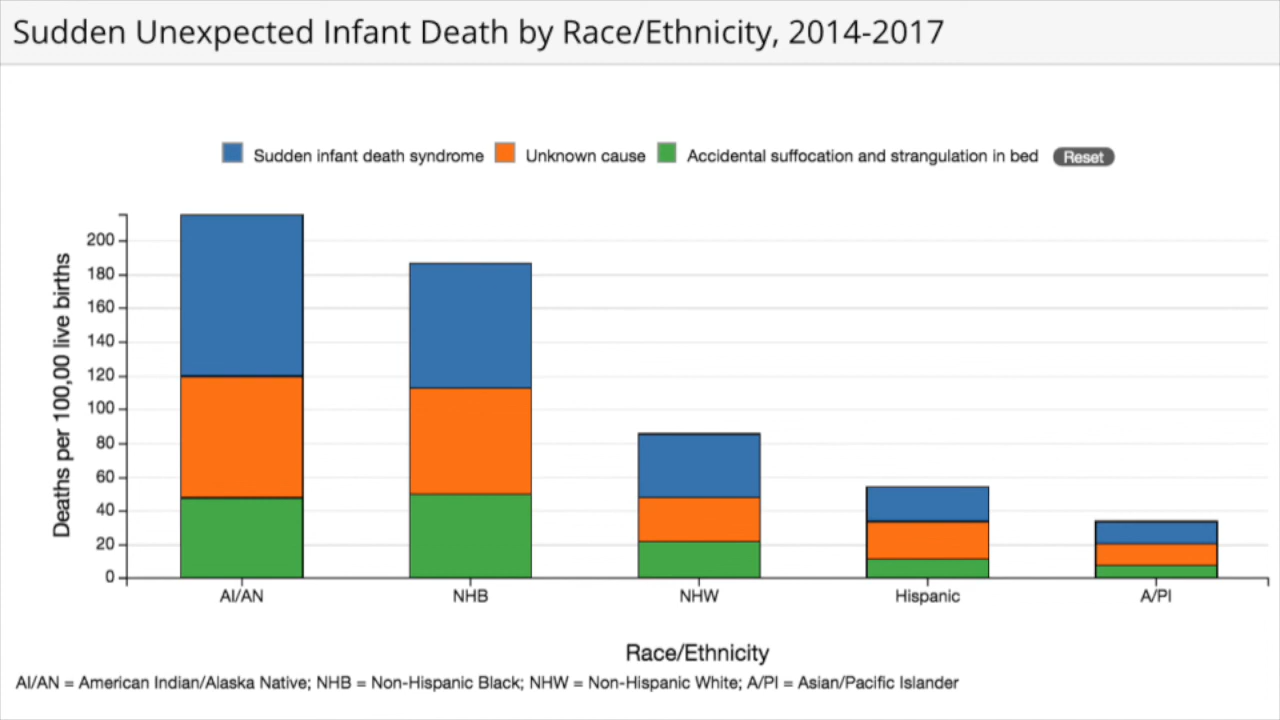 Sudden Unexpected Infant Death by Race/Ethnicity, 2014-2017
Sudden infant death syndrome Unknown cause Accidental suffocation and strangulation in bed Reset
Deaths per 100,00 live births
200
180
160
140
120
100
80
60
40
20
0
AI/AN NHB NHW Hispanic A/PI
Race/Ethnicity
AI/AN = American Indian/Alaska Native; NHB = Non-Hispanic Black; NHW = Non-Hispanic White; A/PI = Asian/Pacific Islander